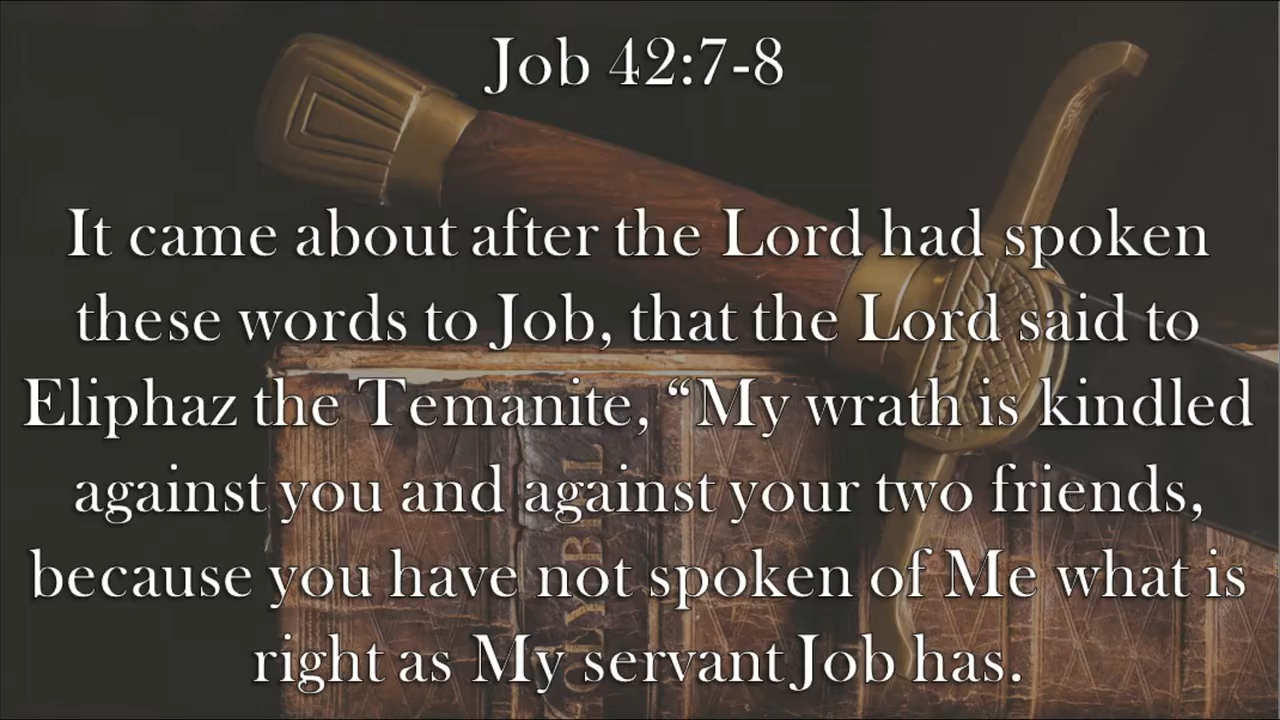 Job 42:7-8
It came about after the Lord had spoken
these words to Job, that the Lord said to
Eliphaz the Temanite, “My wrath is kindled
against you and against your two friends,
because you have not spoken of Me what is
right as My servant Job has.